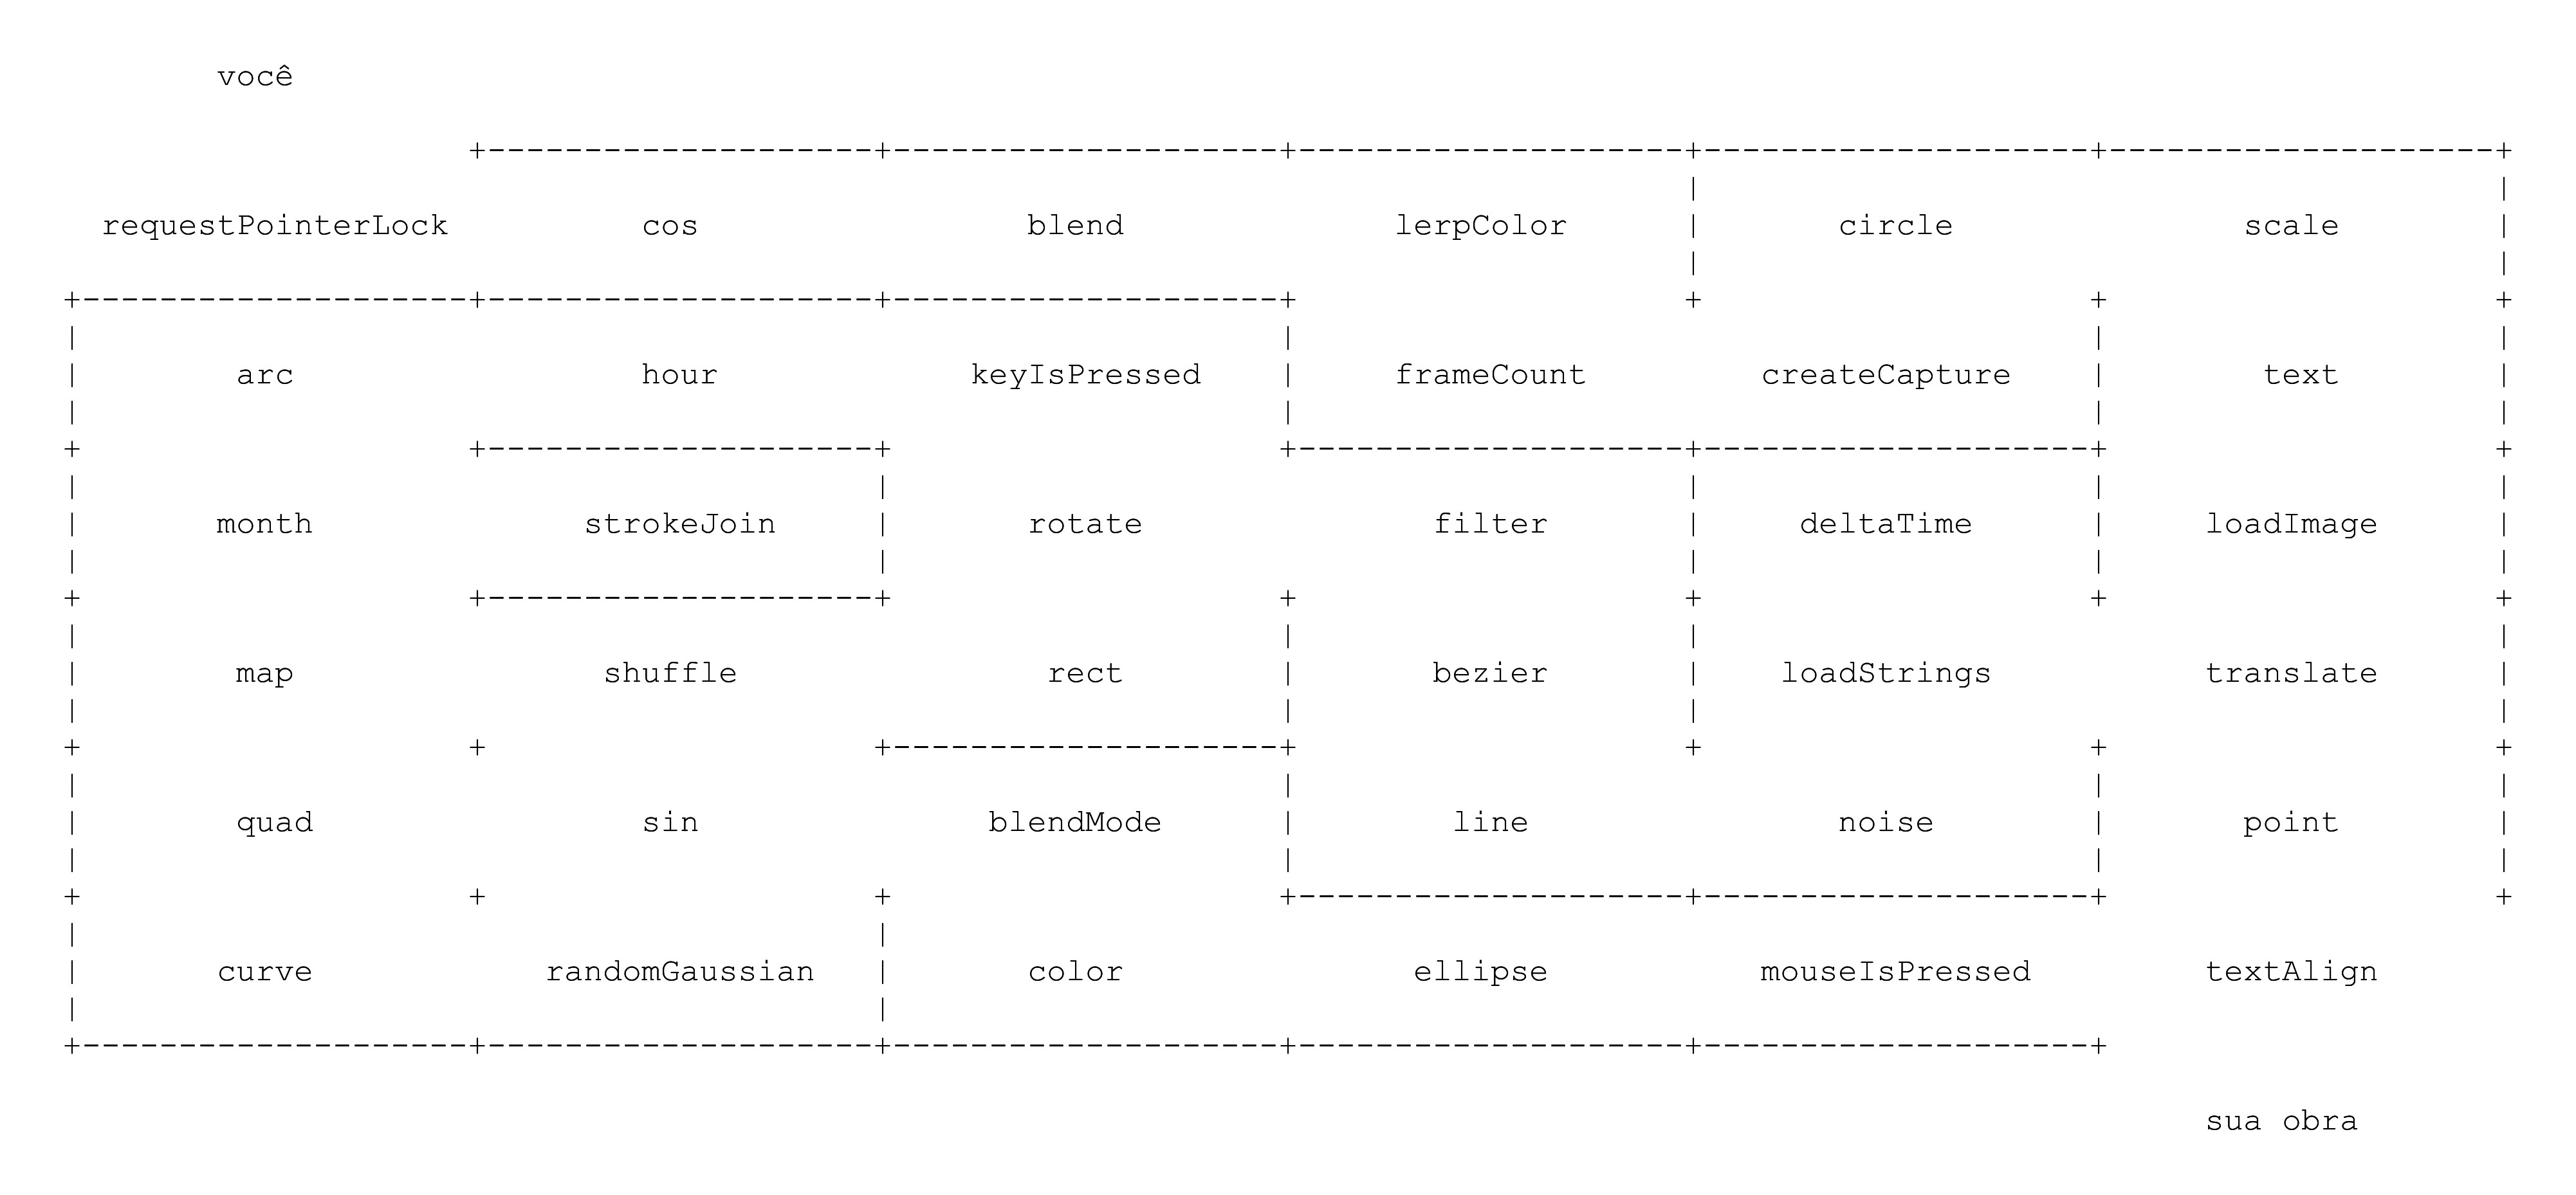 você
requestPointerLock cos blend lerpColor circle scale
arc hour keyIsPressed frameCount createCapture text
month strokeJoin rotate filter deltaTime loadImage
map shuffle rect bezier loadStrings translate
quad sin blendMode line noise point
curve randomGaussian color ellipse mouseIsPressed textAlign
sua obra